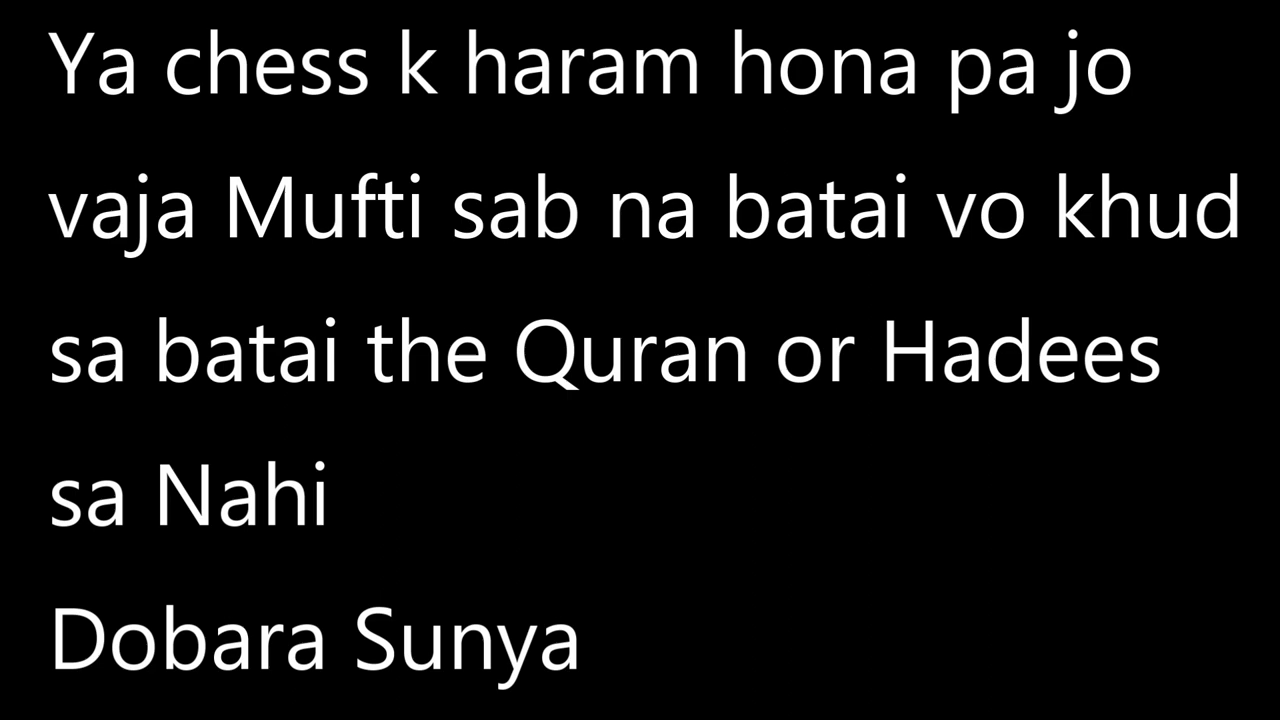 Ya chess k haram hona pa jo
vaja Mufti sab na batai vo khud
sa batai the Quran or Hadees
sa Nahi
Dobara Sunya